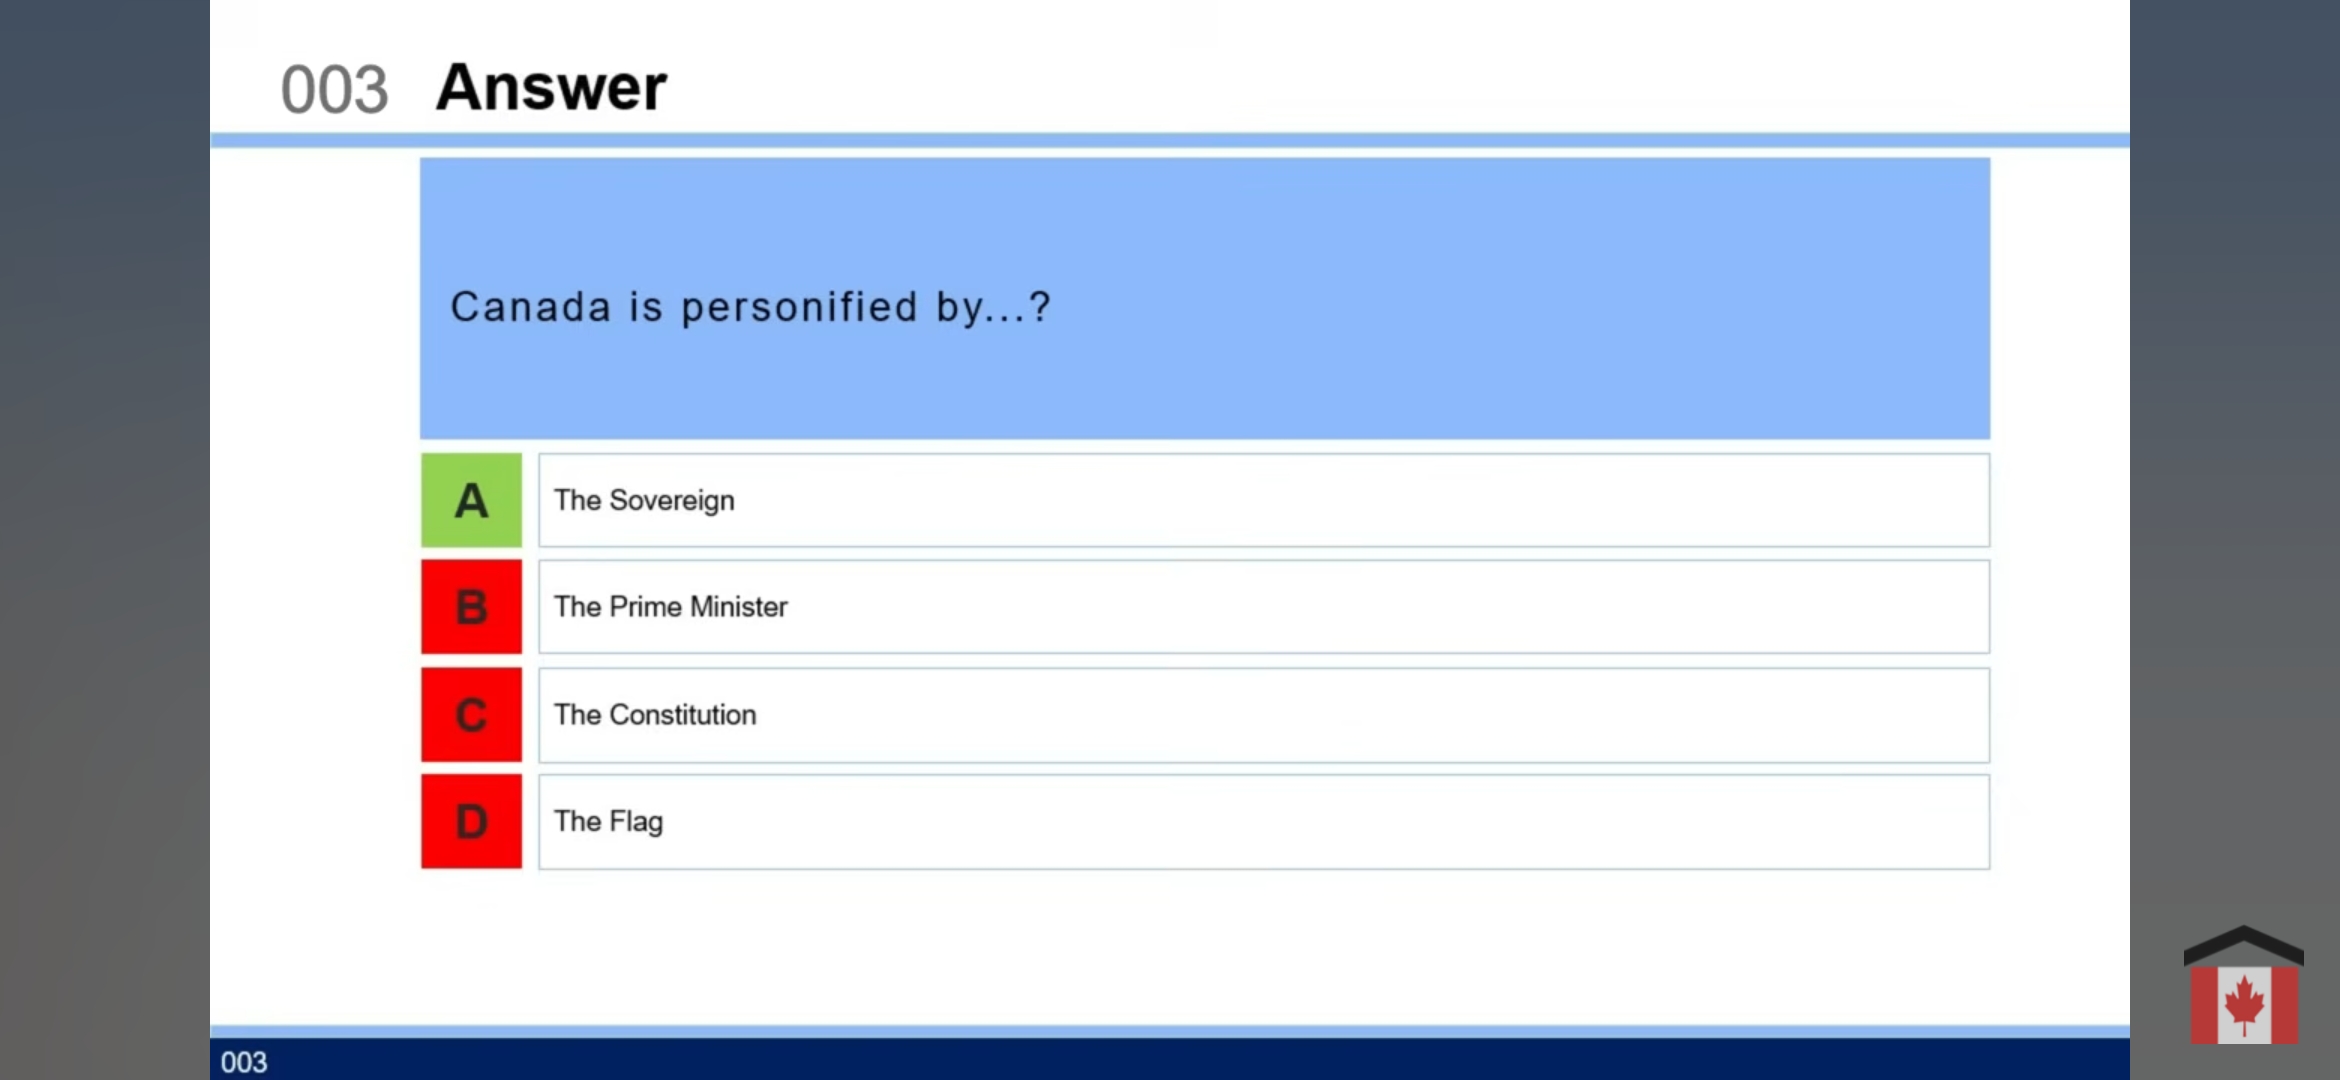 003 Answer
Canada is personified by...?
A The Sovereign
B The Prime Minister
C The Constitution
D The Flag
003